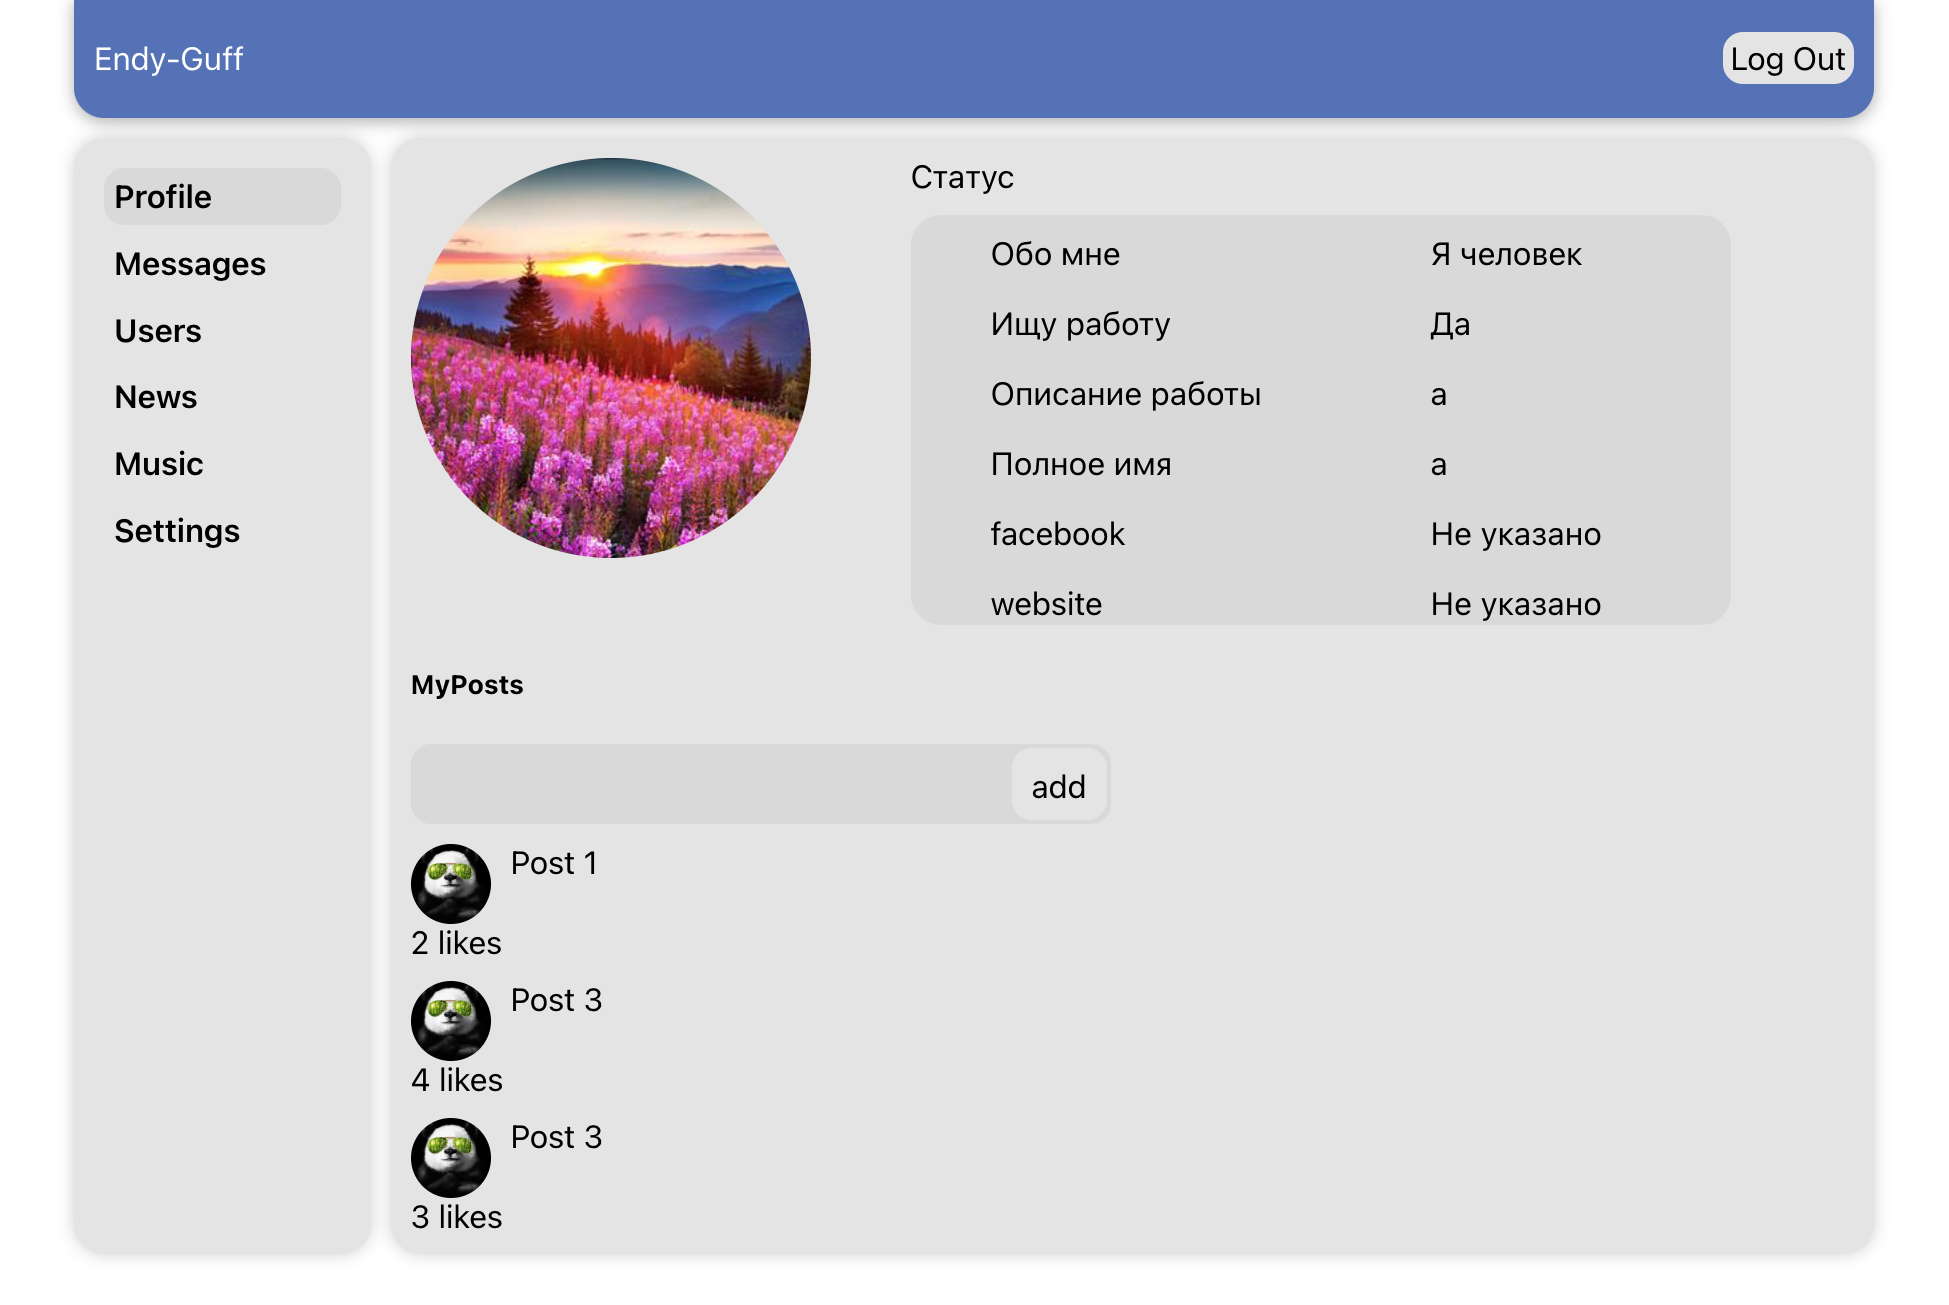 Endy-Guff
Log Out
Profile
Messages
Users
News
Music
Settings
Статус
Обо мне Я человек
Ищу работу Да
Описание работы а
Полное имя а
facebook Не указано
website Не указано
MyPosts
add
Post 1
2 likes
Post 3
4 likes
Post 3
3 likes